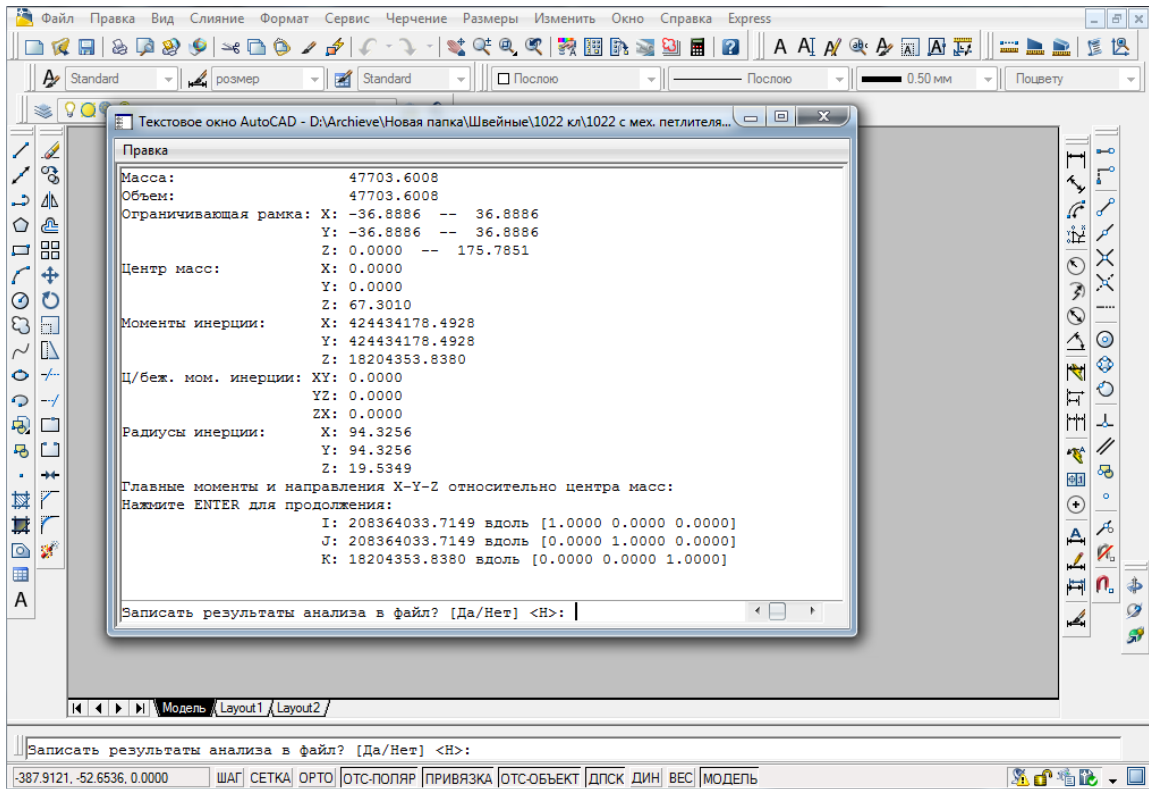 Файл Правка Вид Слияние Формат Сервис Черчение Размеры Изменить Окно Справка Express
Standard розмер Standard Послою Послою 0.50 мм Поцвету
Текстовое окно AutoCAD - D:\Archieve\Новая папка\Швейные\1022 кл\1022 с мех. петлителя...
Правка
Масса: 47703.6008
Объем: 47703.6008
Ограничивающая рамка: X: -36.8886 -- 36.8886
Y: -36.8886 -- 36.8886
Z: 0.0000 -- 175.7851
Центр масс: X: 0.0000
Y: 0.0000
Z: 67.3010
Моменты инерции: X: 424434178.4928
Y: 424434178.4928
Z: 18204353.8380
Ц/беж. мом. инерции: XY: 0.0000
YZ: 0.0000
ZX: 0.0000
Радиусы инерции: X: 94.3256
Y: 94.3256
Z: 19.5349
Главные моменты и направления X-Y-Z относительно центра масс:
Нажмите ENTER для продолжения:
I: 208364033.7149 вдоль [1.0000 0.0000 0.0000]
J: 208364033.7149 вдоль [0.0000 1.0000 0.0000]
K: 18204353.8380 вдоль [0.0000 0.0000 1.0000]
Записать результаты анализа в файл? [Да/Нет] <Н>:
Модель Layout1 Layout2
Записать результаты анализа в файл? [Да/Нет] <Н>:
-387.9121, -52.6536, 0.0000 ШАГ СЕТКА ОРТО ОТС-ПОЛЯР ПРИВЯЗКА ОТС-ОБЪЕКТ ДПСК ДИН ВЕС МОДЕЛЬ